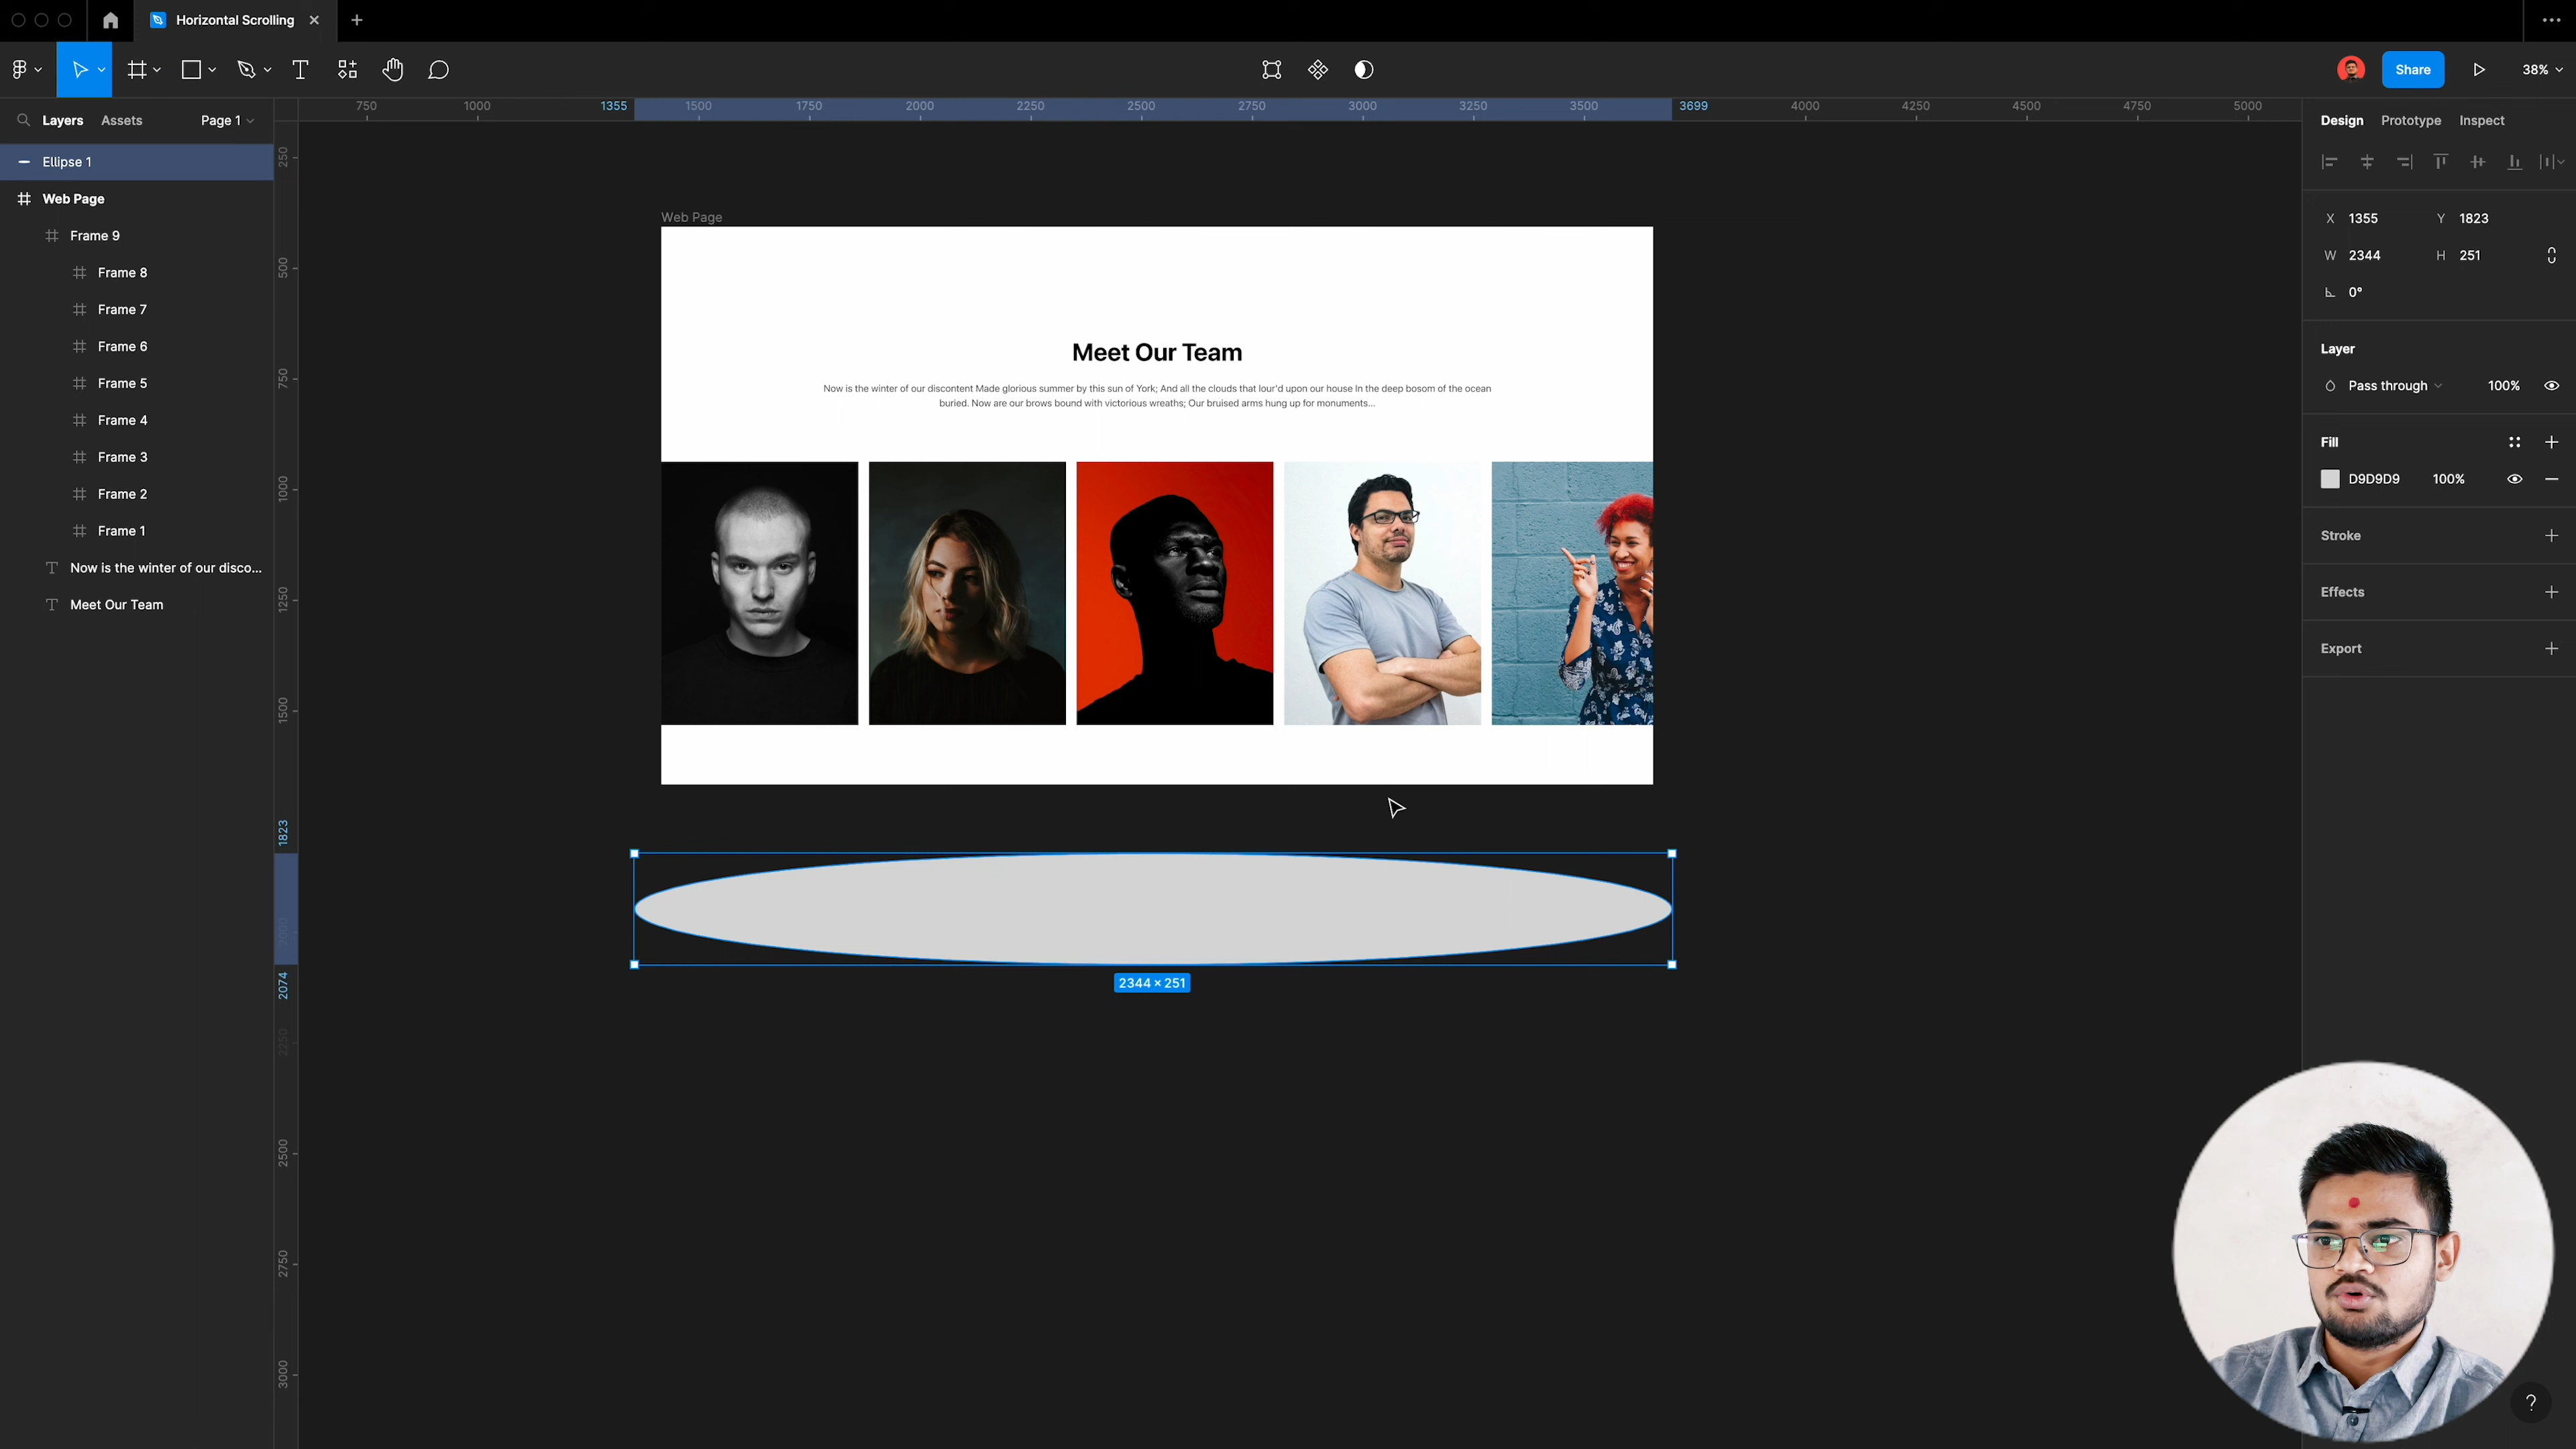 Horizontal Scrolling
Share
38%
Layers Assets Page 1
750 1000 1355 1500 1750 2000 2250 2500 2750 3000 3250 3500 3699 4000 4250 4500 4750 5000
Design Prototype Inspect
Ellipse 1
Web Page
Frame 9
Frame 8
Frame 7
Frame 6
Frame 5
Frame 4
Frame 3
Frame 2
Frame 1
Now is the winter of our disco...
Meet Our Team
250
500
750
1000
1250
1500
1823
2000
2074
2250
2500
2750
3000
Web Page
Meet Our Team
Now is the winter of our discontent Made glorious summer by this sun of York; And all the clouds that lour'd upon our house In the deep bosom of the ocean
buried. Now are our brows bound with victorious wreaths; Our bruised arms hung up for monuments...
2344 × 251
X 1355 Y 1823
W 2344 H 251
0°
Layer
Pass through 100%
Fill
D9D9D9 100%
Stroke
Effects
Export
?